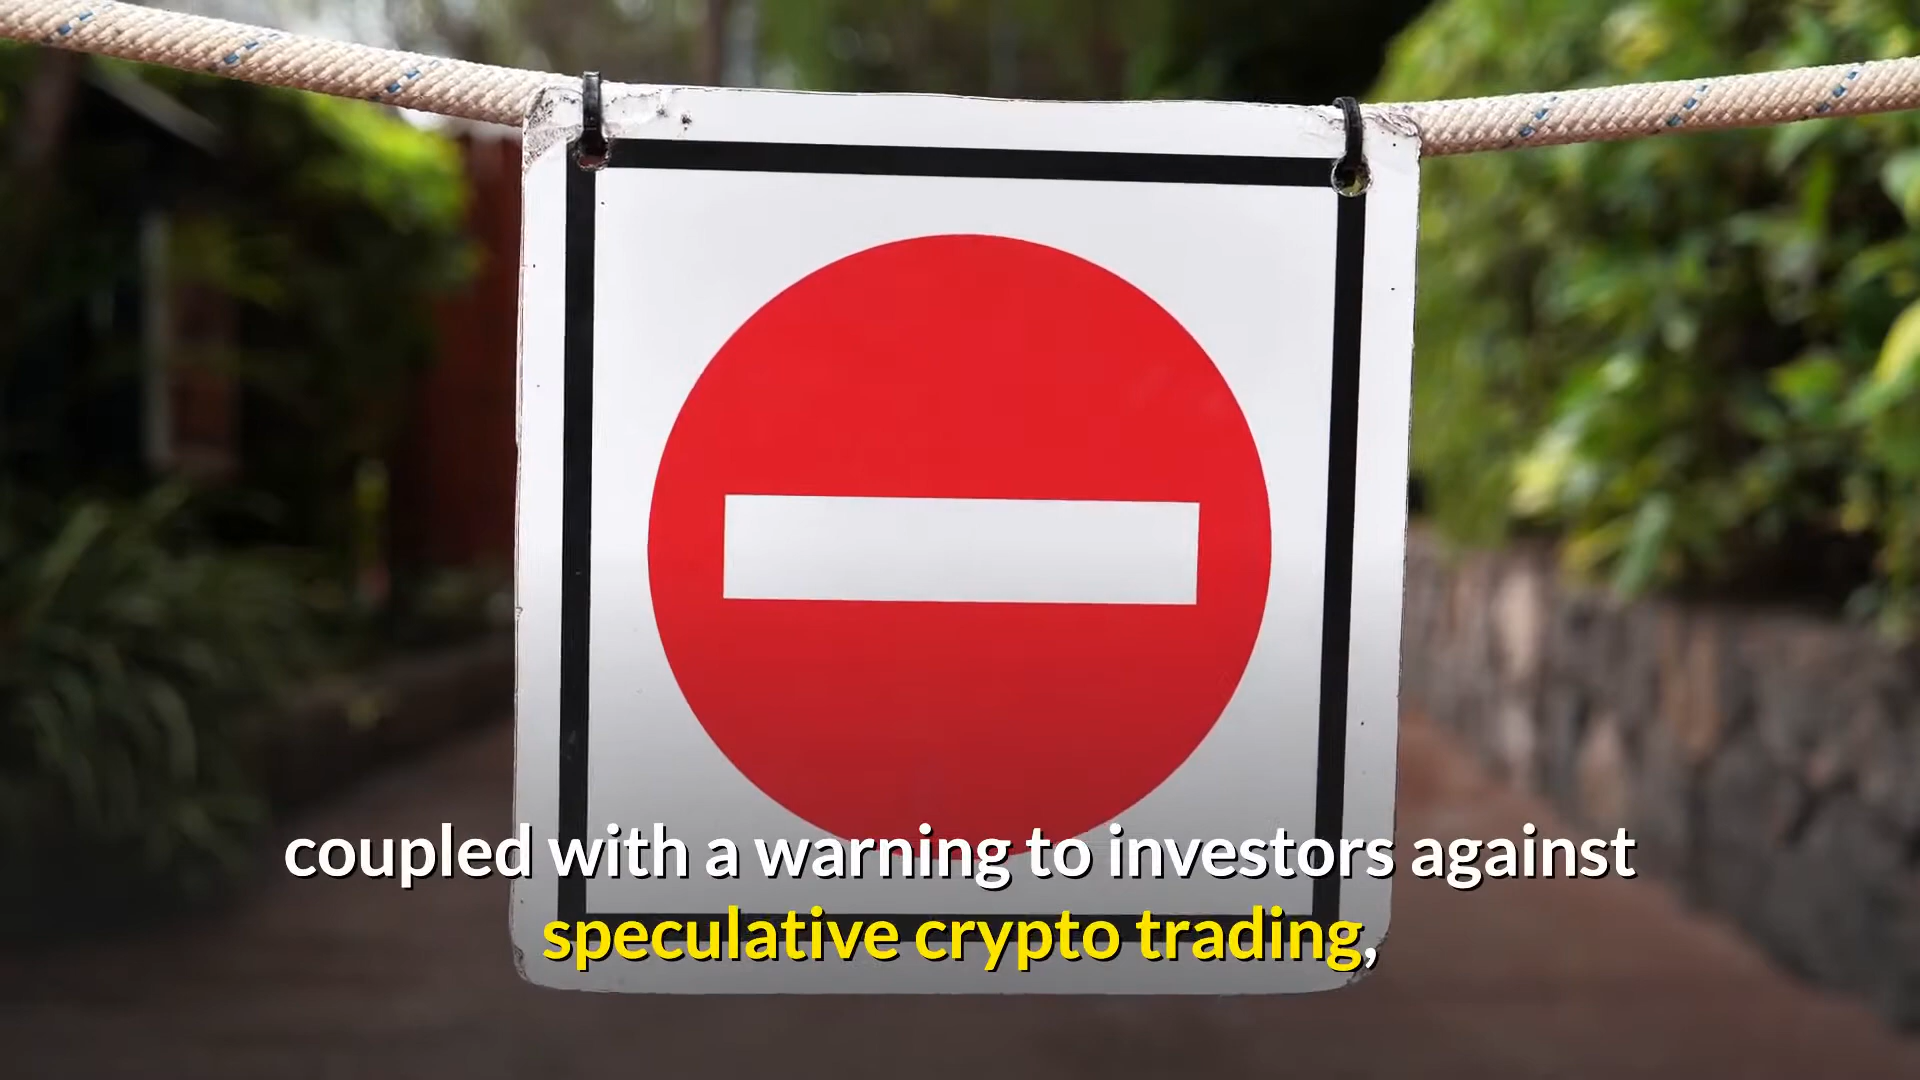 coupled with a warning to investors against
speculative crypto trading,